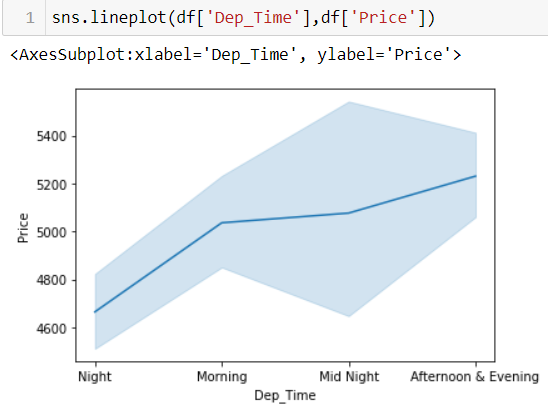 1 sns.lineplot(df['Dep_Time'],df['Price'])
<AxesSubplot:xlabel='Dep_Time', ylabel='Price'>
5400
5200
5000
4800
4600
Price
Night Morning Mid Night Afternoon & Evening
Dep_Time